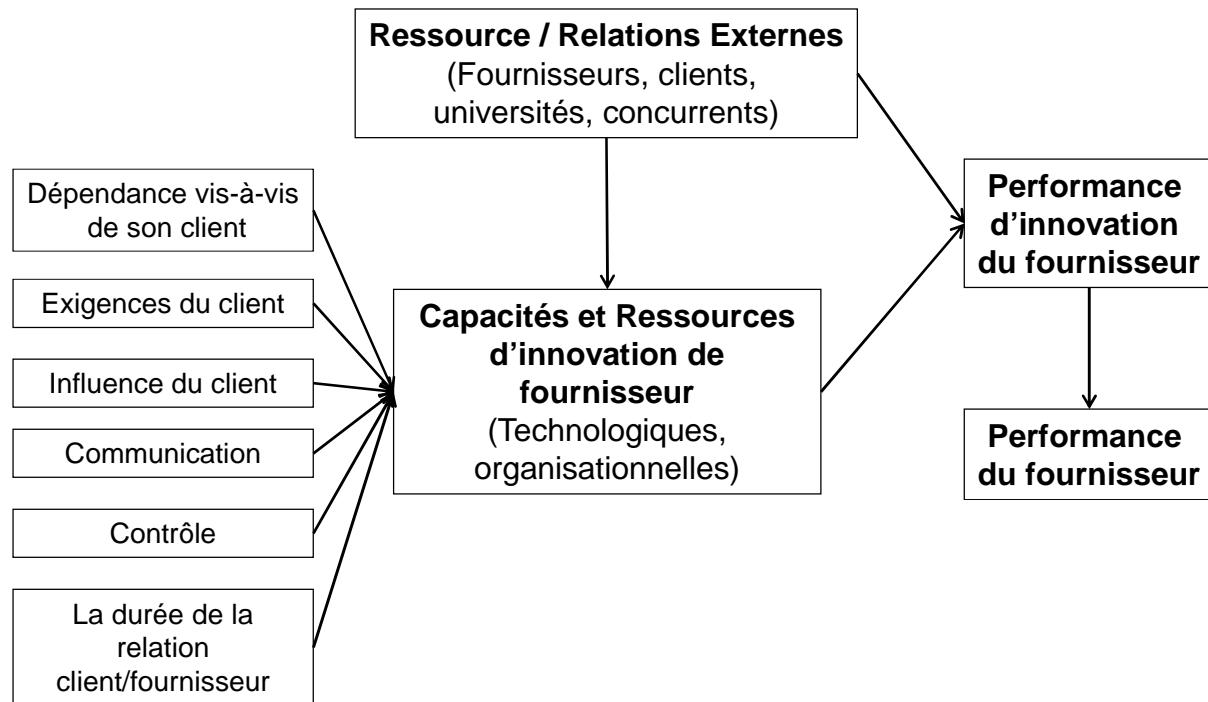 Ressource / Relations Externes
(Fournisseurs, clients,
universités, concurrents)
Dépendance vis-à-vis
de son client
Exigences du client
Influence du client
Communication
Contrôle
La durée de la
relation
client/fournisseur
Capacités et Ressources
d’innovation de
fournisseur
(Technologiques,
organisationnelles)
Performance
d’innovation
du fournisseur
Performance
du fournisseur